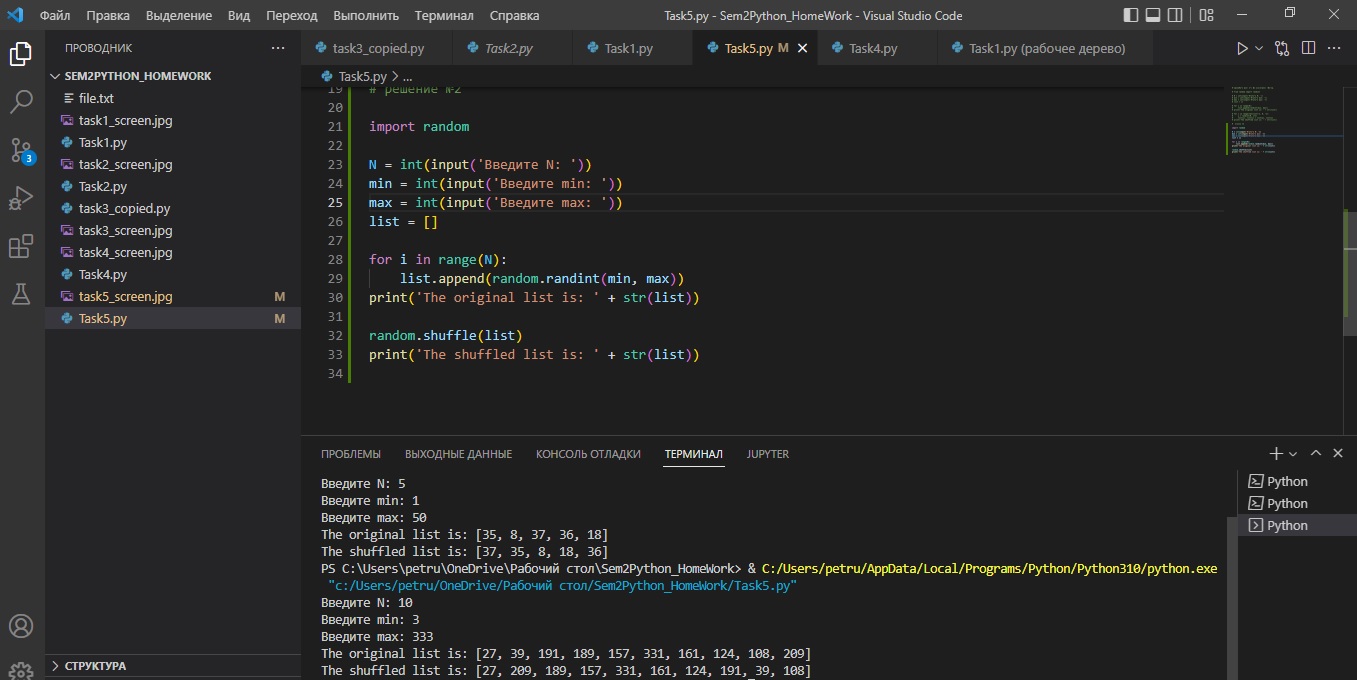 Файл Правка Выделение Вид Переход Выполнить Терминал Справка Task5.py - Sem2Python_HomeWork - Visual Studio Code
ПРОВОДНИК ...
SEM2PYTHON_HOMEWORK
file.txt
task1_screen.jpg
Task1.py
task2_screen.jpg
Task2.py
task3_copied.py
task3_screen.jpg
task4_screen.jpg
Task4.py
task5_screen.jpg M
Task5.py M
СТРУКТУРА
3
task3_copied.py Task2.py Task1.py Task5.py M Task4.py Task1.py (рабочее дерево)
Task5.py > ...
19 # решение №2
20
21 import random
22
23 N = int(input('Введите N: '))
24 min = int(input('Введите min: '))
25 max = int(input('Введите max: '))
26 list = []
27
28 for i in range(N):
29 list.append(random.randint(min, max))
30 print('The original list is: ' + str(list))
31
32 random.shuffle(list)
33 print('The shuffled list is: ' + str(list))
34
ПРОБЛЕМЫ ВЫХОДНЫЕ ДАННЫЕ КОНСОЛЬ ОТЛАДКИ ТЕРМИНАЛ JUPYTER
Введите N: 5
Введите min: 1
Введите max: 50
The original list is: [35, 8, 37, 36, 18]
The shuffled list is: [37, 35, 8, 18, 36]
PS C:\Users\petru\OneDrive\Рабочий стол\Sem2Python_HomeWork> & C:/Users/petru/AppData/Local/Programs/Python/Python310/python.exe
"c:/Users/petru/OneDrive/Рабочий стол/Sem2Python_HomeWork/Task5.py"
Введите N: 10
Введите min: 3
Введите max: 333
The original list is: [27, 39, 191, 189, 157, 331, 161, 124, 108, 209]
The shuffled list is: [27, 209, 189, 157, 331, 161, 124, 191, 39, 108]
Python
Python
Python